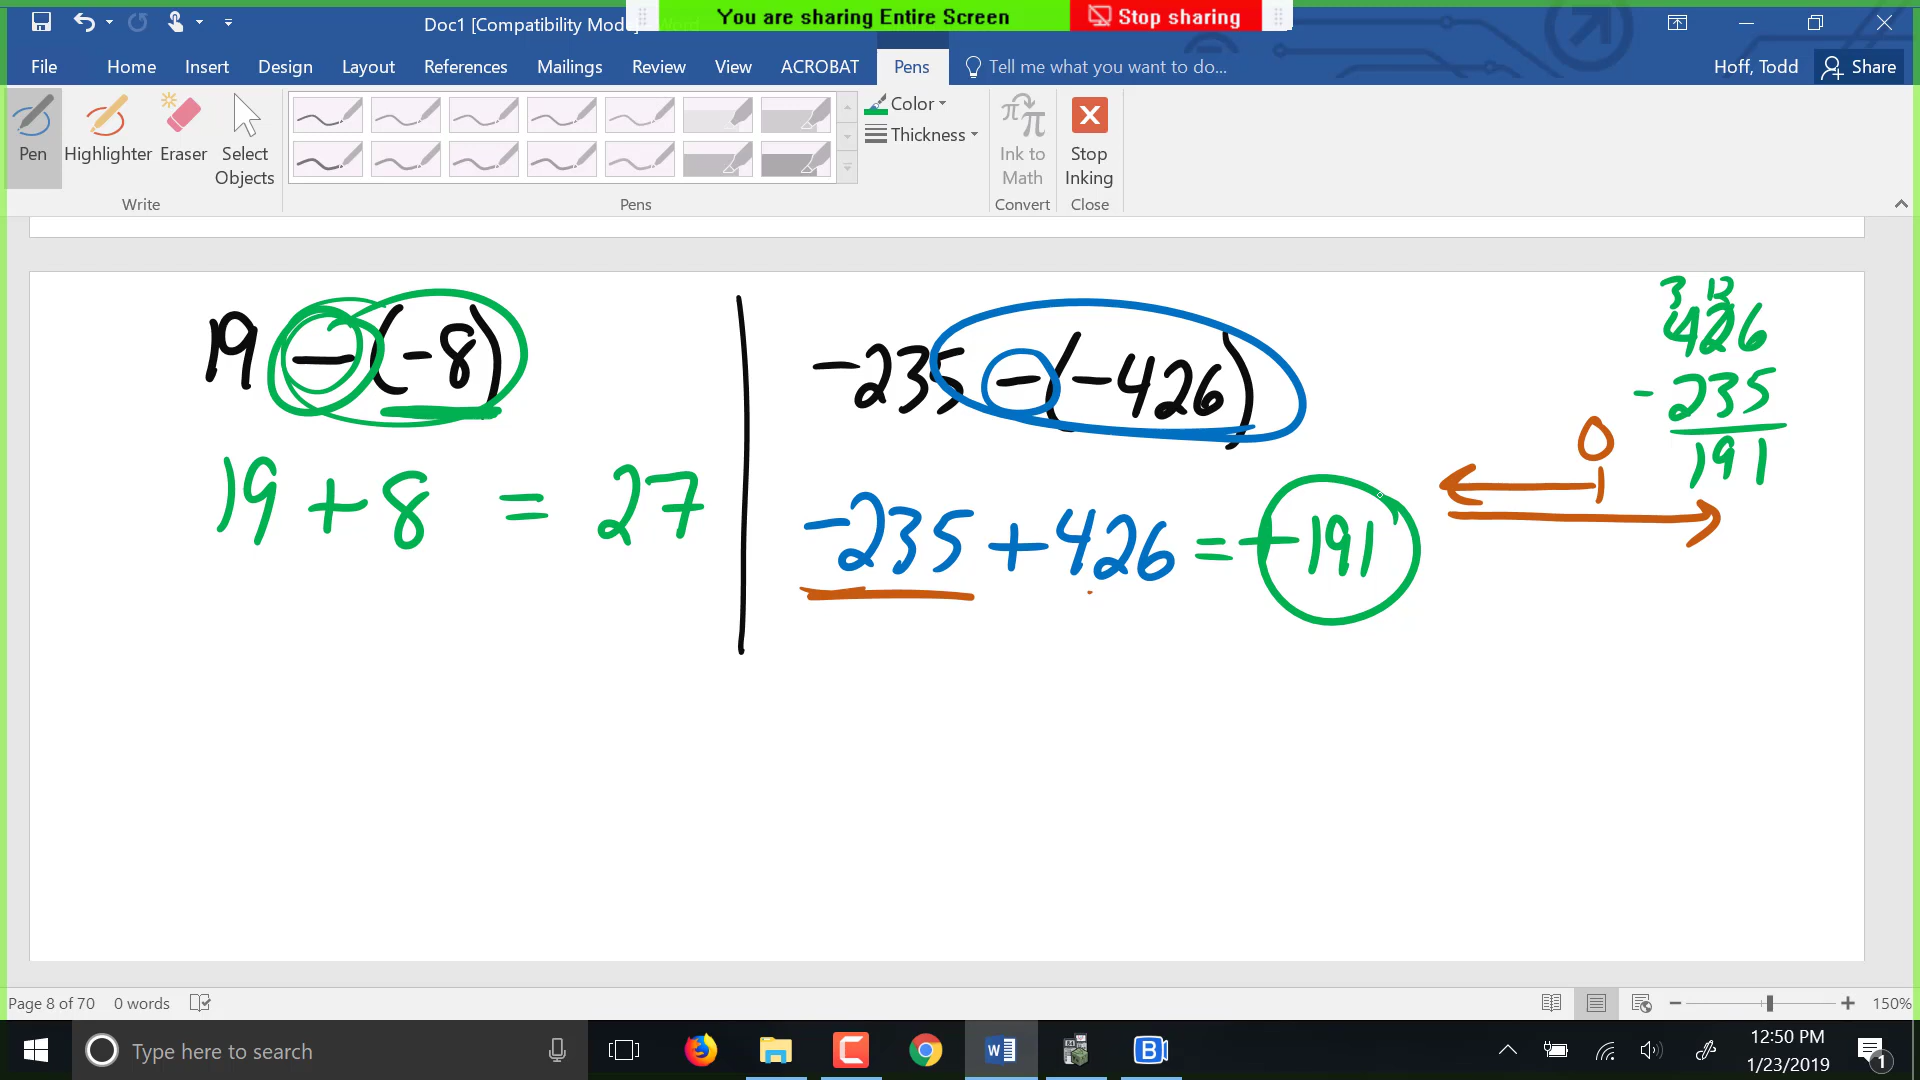 Doc1 [Compatibility Mod
You are sharing Entire Screen
Stop sharing
File Home Insert Design Layout References Mailings Review View ACROBAT Pens Tell me what you want to do... Hoff, Todd Share
Pen
Highlighter
Eraser
Select Objects
Color
Thickness
Ink to Math
Stop Inking
Write Pens Convert Close
19 - (-8)
19 + 8 = 27
-235 - (-426)
-235 + 426 = +191
3 12
426
- 235
191
0
Page 8 of 70 0 words 150%
Type here to search
12:50 PM
1/23/2019
1